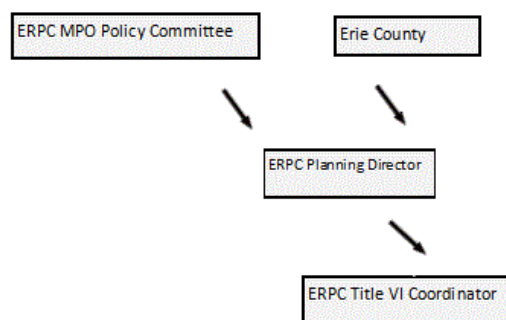 ERPC MPO Policy Committee
Erie County
ERPC Planning Director
ERPC Title VI Coordinator